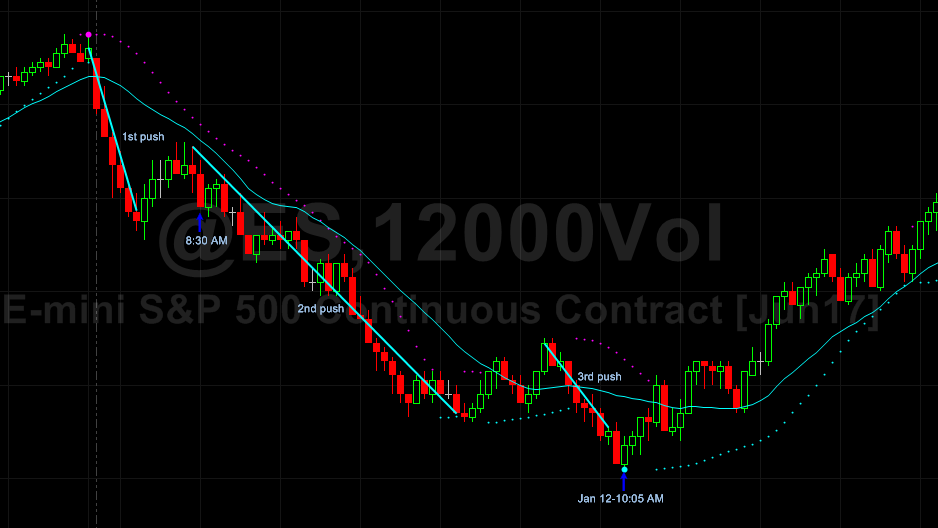 1st push
@ES,12000Vol
8:30 AM
E-mini S&P 500 Continuous Contract [Jun17]
2nd push
3rd push
Jan 12-10:05 AM